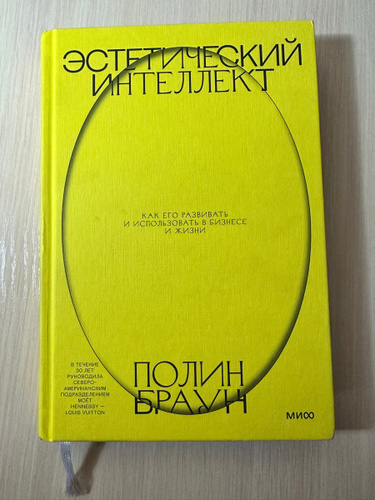 ЭСТЕТИЧЕСКИЙ
ИНТЕЛЛЕКТ
КАК ЕГО РАЗВИВАТЬ
И ИСПОЛЬЗОВАТЬ В БИЗНЕСЕ
И ЖИЗНИ
В ТЕЧЕНИЕ
30 ЛЕТ
РУКОВОДИЛА
СЕВЕРО-
АМЕРИКАНСКИМ
ПОДРАЗДЕЛЕНИЕМ
MOЁT
HENNESSY –
LOUIS VUITTON
ПОЛИН
БРАУН
МИФ